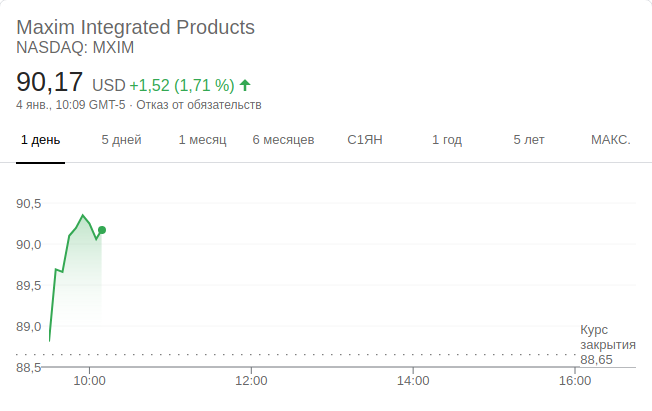 Maxim Integrated Products
NASDAQ: MXIM
90,17 USD +1,52 (1,71 %)
4 янв., 10:09 GMT-5 · Отказ от обязательств
1 день 5 дней 1 месяц 6 месяцев С1ЯН 1 год 5 лет МАКС.
90,5
90,0
89,5
89,0
Курс
закрытия
88,65
88,5
10:00 12:00 14:00 16:00